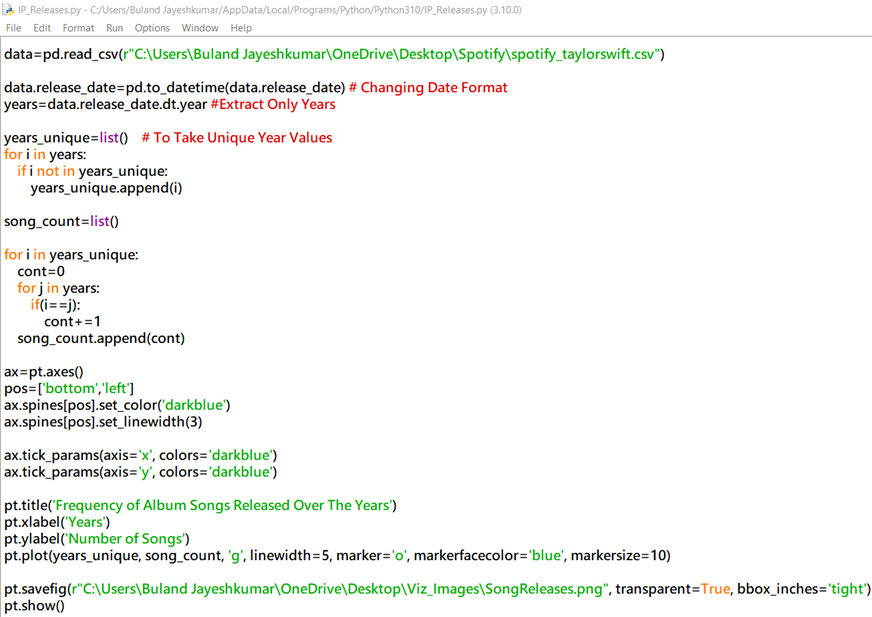 IP_Releases.py - C:/Users/Buland Jayeshkumar/AppData/Local/Programs/Python/Python310/IP_Releases.py (3.10.0)
File Edit Format Run Options Window Help
data=pd.read_csv(r"C:\Users\Buland Jayeshkumar\OneDrive\Desktop\Spotify\spotify_taylorswift.csv")
data.release_date=pd.to_datetime(data.release_date) # Changing Date Format
years=data.release_date.dt.year #Extract Only Years
years_unique=list() # To Take Unique Year Values
for i in years:
    if i not in years_unique:
        years_unique.append(i)
song_count=list()
for i in years_unique:
    cont=0
    for j in years:
        if(i==j):
            cont+=1
    song_count.append(cont)
ax=pt.axes()
pos=['bottom','left']
ax.spines[pos].set_color('darkblue')
ax.spines[pos].set_linewidth(3)
ax.tick_params(axis='x', colors='darkblue')
ax.tick_params(axis='y', colors='darkblue')
pt.title('Frequency of Album Songs Released Over The Years')
pt.xlabel('Years')
pt.ylabel('Number of Songs')
pt.plot(years_unique, song_count, 'g', linewidth=5, marker='o', markerfacecolor='blue', markersize=10)
pt.savefig(r"C:\Users\Buland Jayeshkumar\OneDrive\Desktop\Viz_Images\SongReleases.png", transparent=True, bbox_inches='tight')
pt.show()